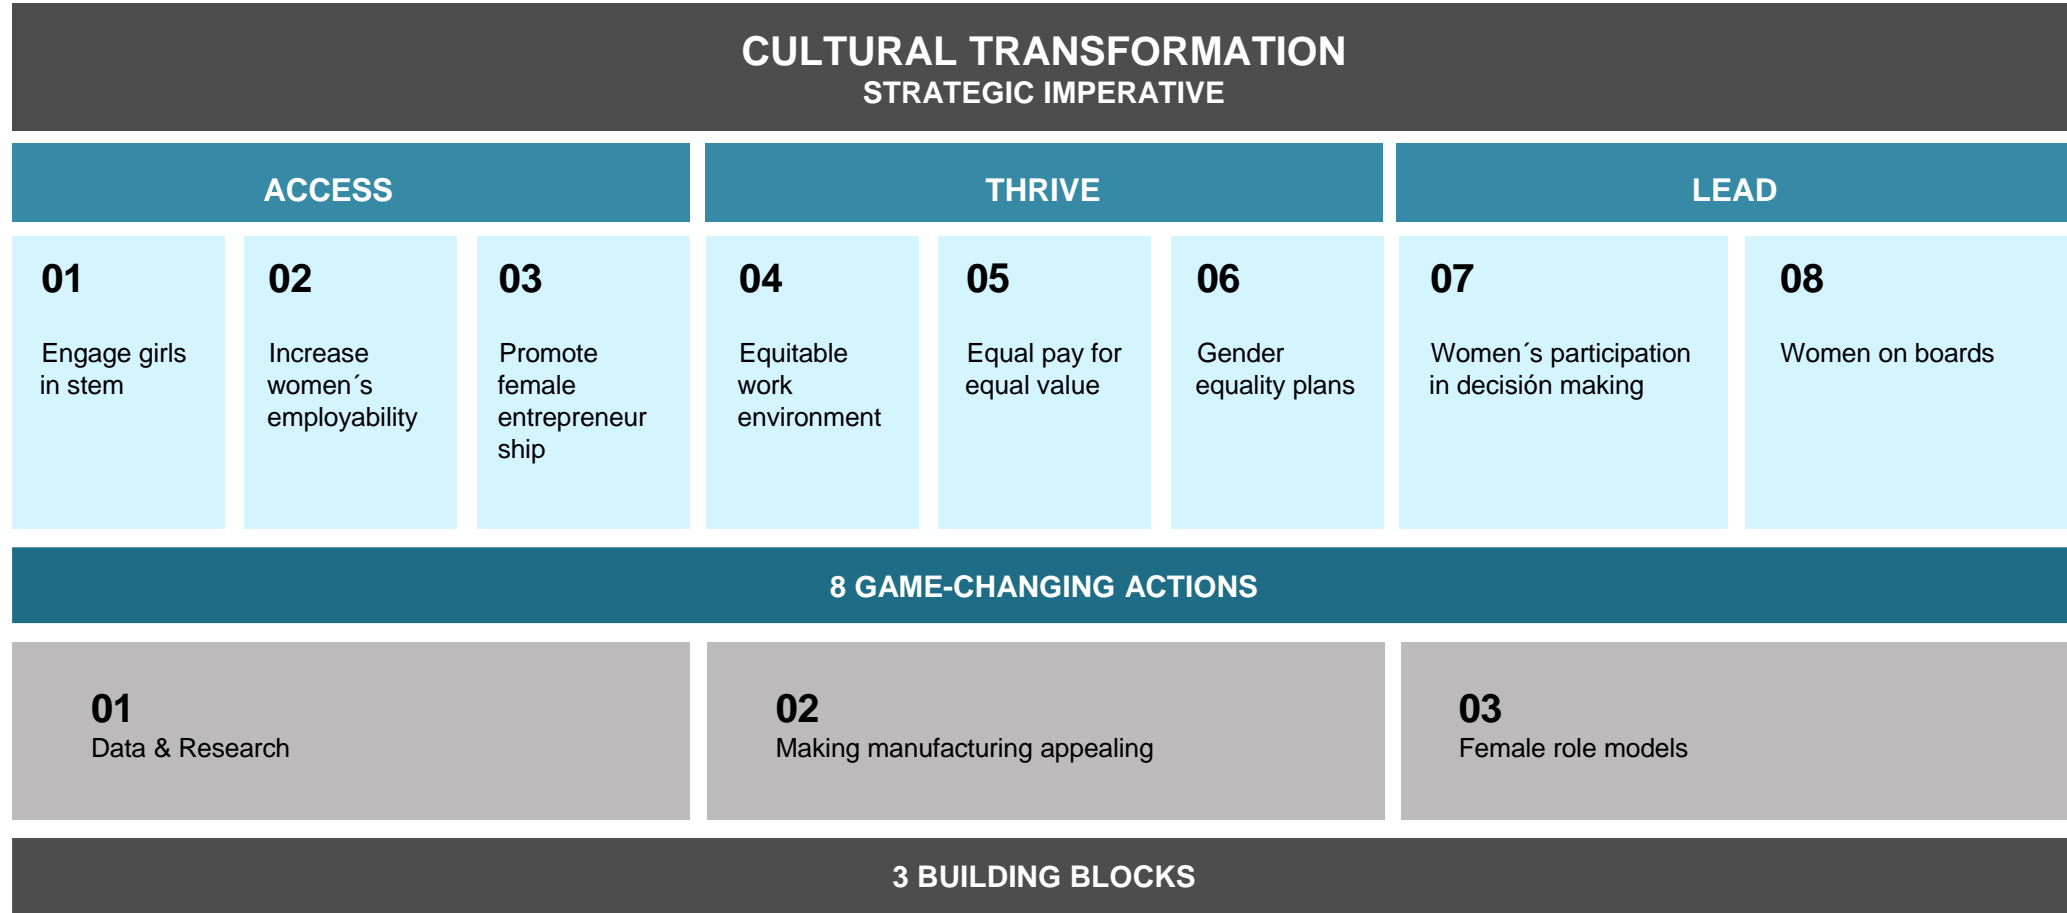 CULTURAL TRANSFORMATION
STRATEGIC IMPERATIVE
ACCESS
THRIVE
LEAD
01
Engage girls
in stem
02
Increase
women´s
employability
03
Promote
female
entrepreneur
ship
04
Equitable
work
environment
05
Equal pay for
equal value
06
Gender
equality plans
07
Women´s participation
in decisión making
08
Women on boards
8 GAME-CHANGING ACTIONS
01
Data & Research
02
Making manufacturing appealing
03
Female role models
3 BUILDING BLOCKS